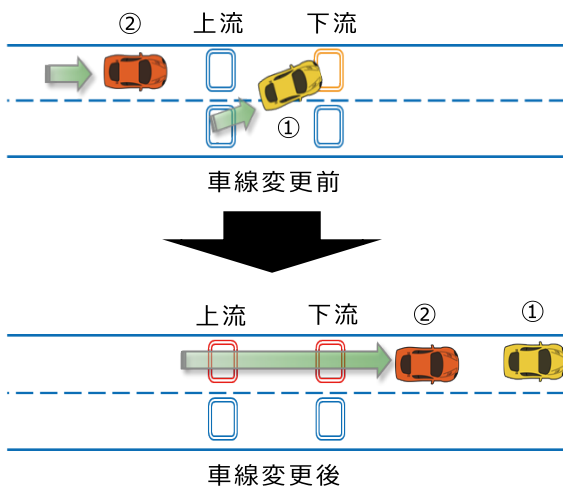 ② 上流 下流
①
車線変更前
上流 下流 ② ①
車線変更後